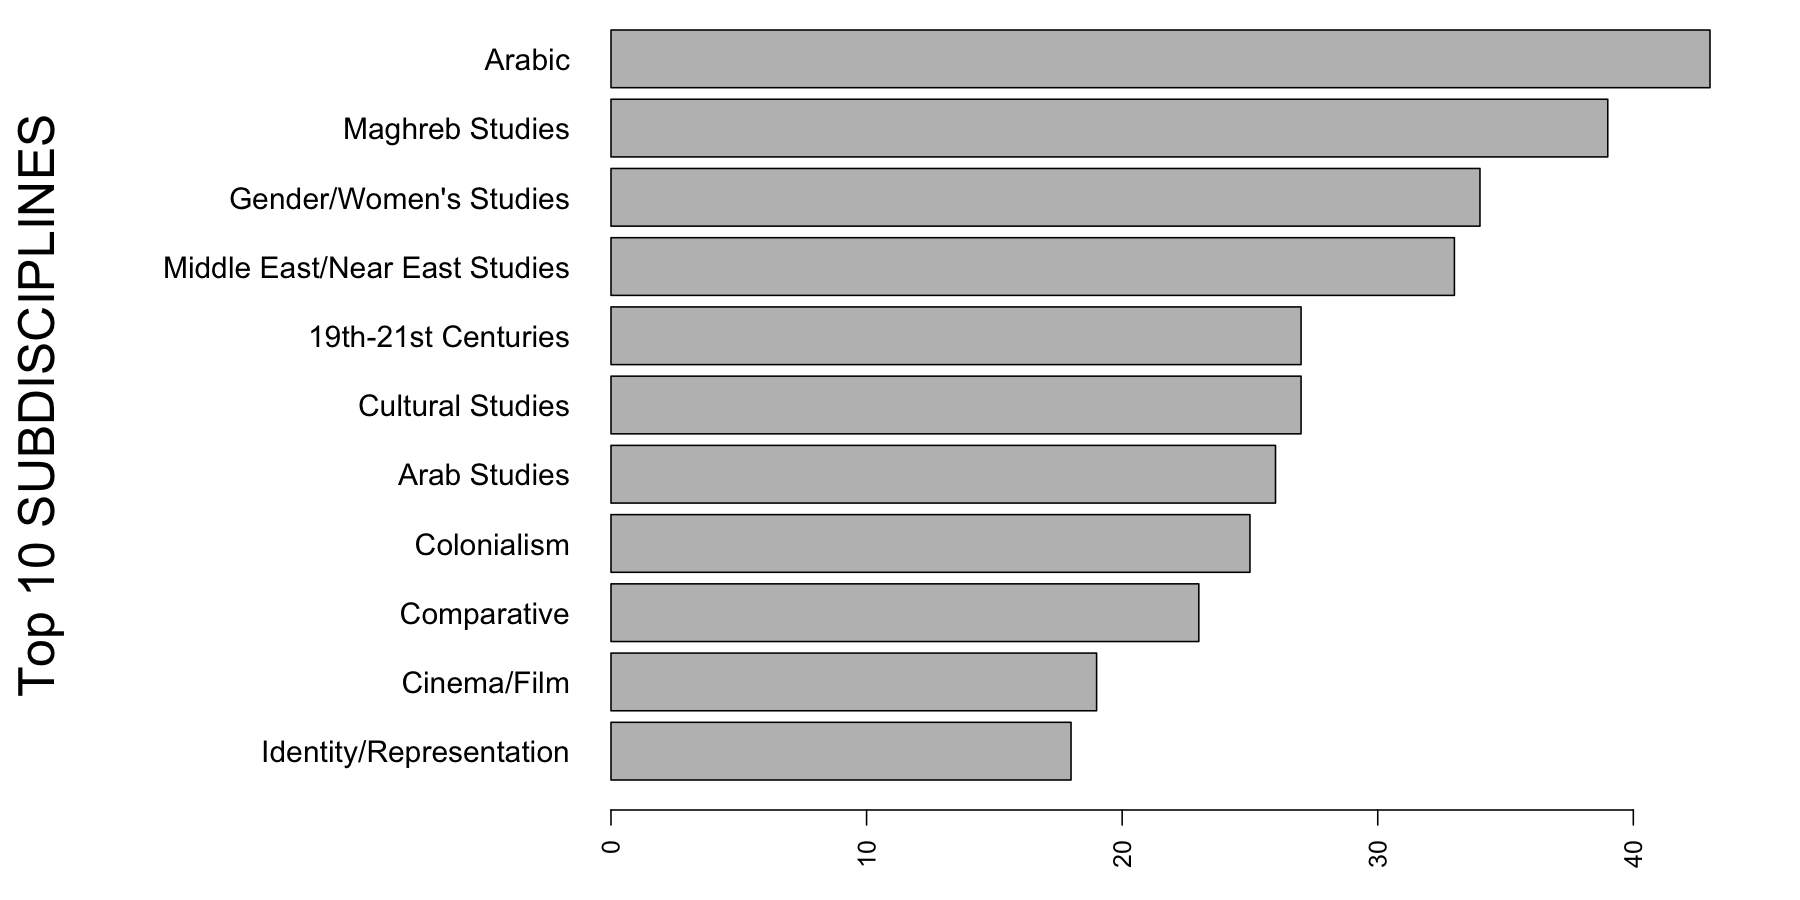 Top 10 SUBDISCIPLINES
Arabic
Maghreb Studies
Gender/Women's Studies
Middle East/Near East Studies
19th-21st Centuries
Cultural Studies
Arab Studies
Colonialism
Comparative
Cinema/Film
Identity/Representation
0
10
20
30
40